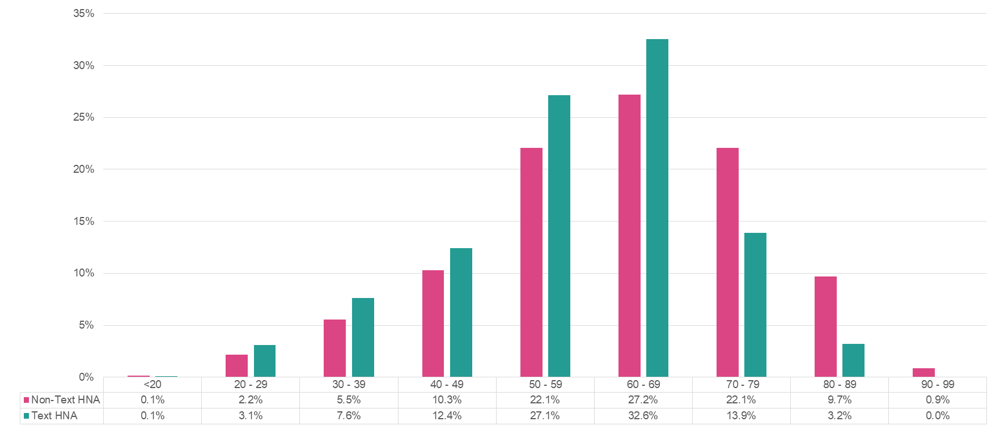 35%
30%
25%
20%
15%
10%
5%
0%
<20 20 - 29 30 - 39 40 - 49 50 - 59 60 - 69 70 - 79 80 - 89 90 - 99
Non-Text HNA 0.1% 2.2% 5.5% 10.3% 22.1% 27.2% 22.1% 9.7% 0.9%
Text HNA 0.1% 3.1% 7.6% 12.4% 27.1% 32.6% 13.9% 3.2% 0.0%